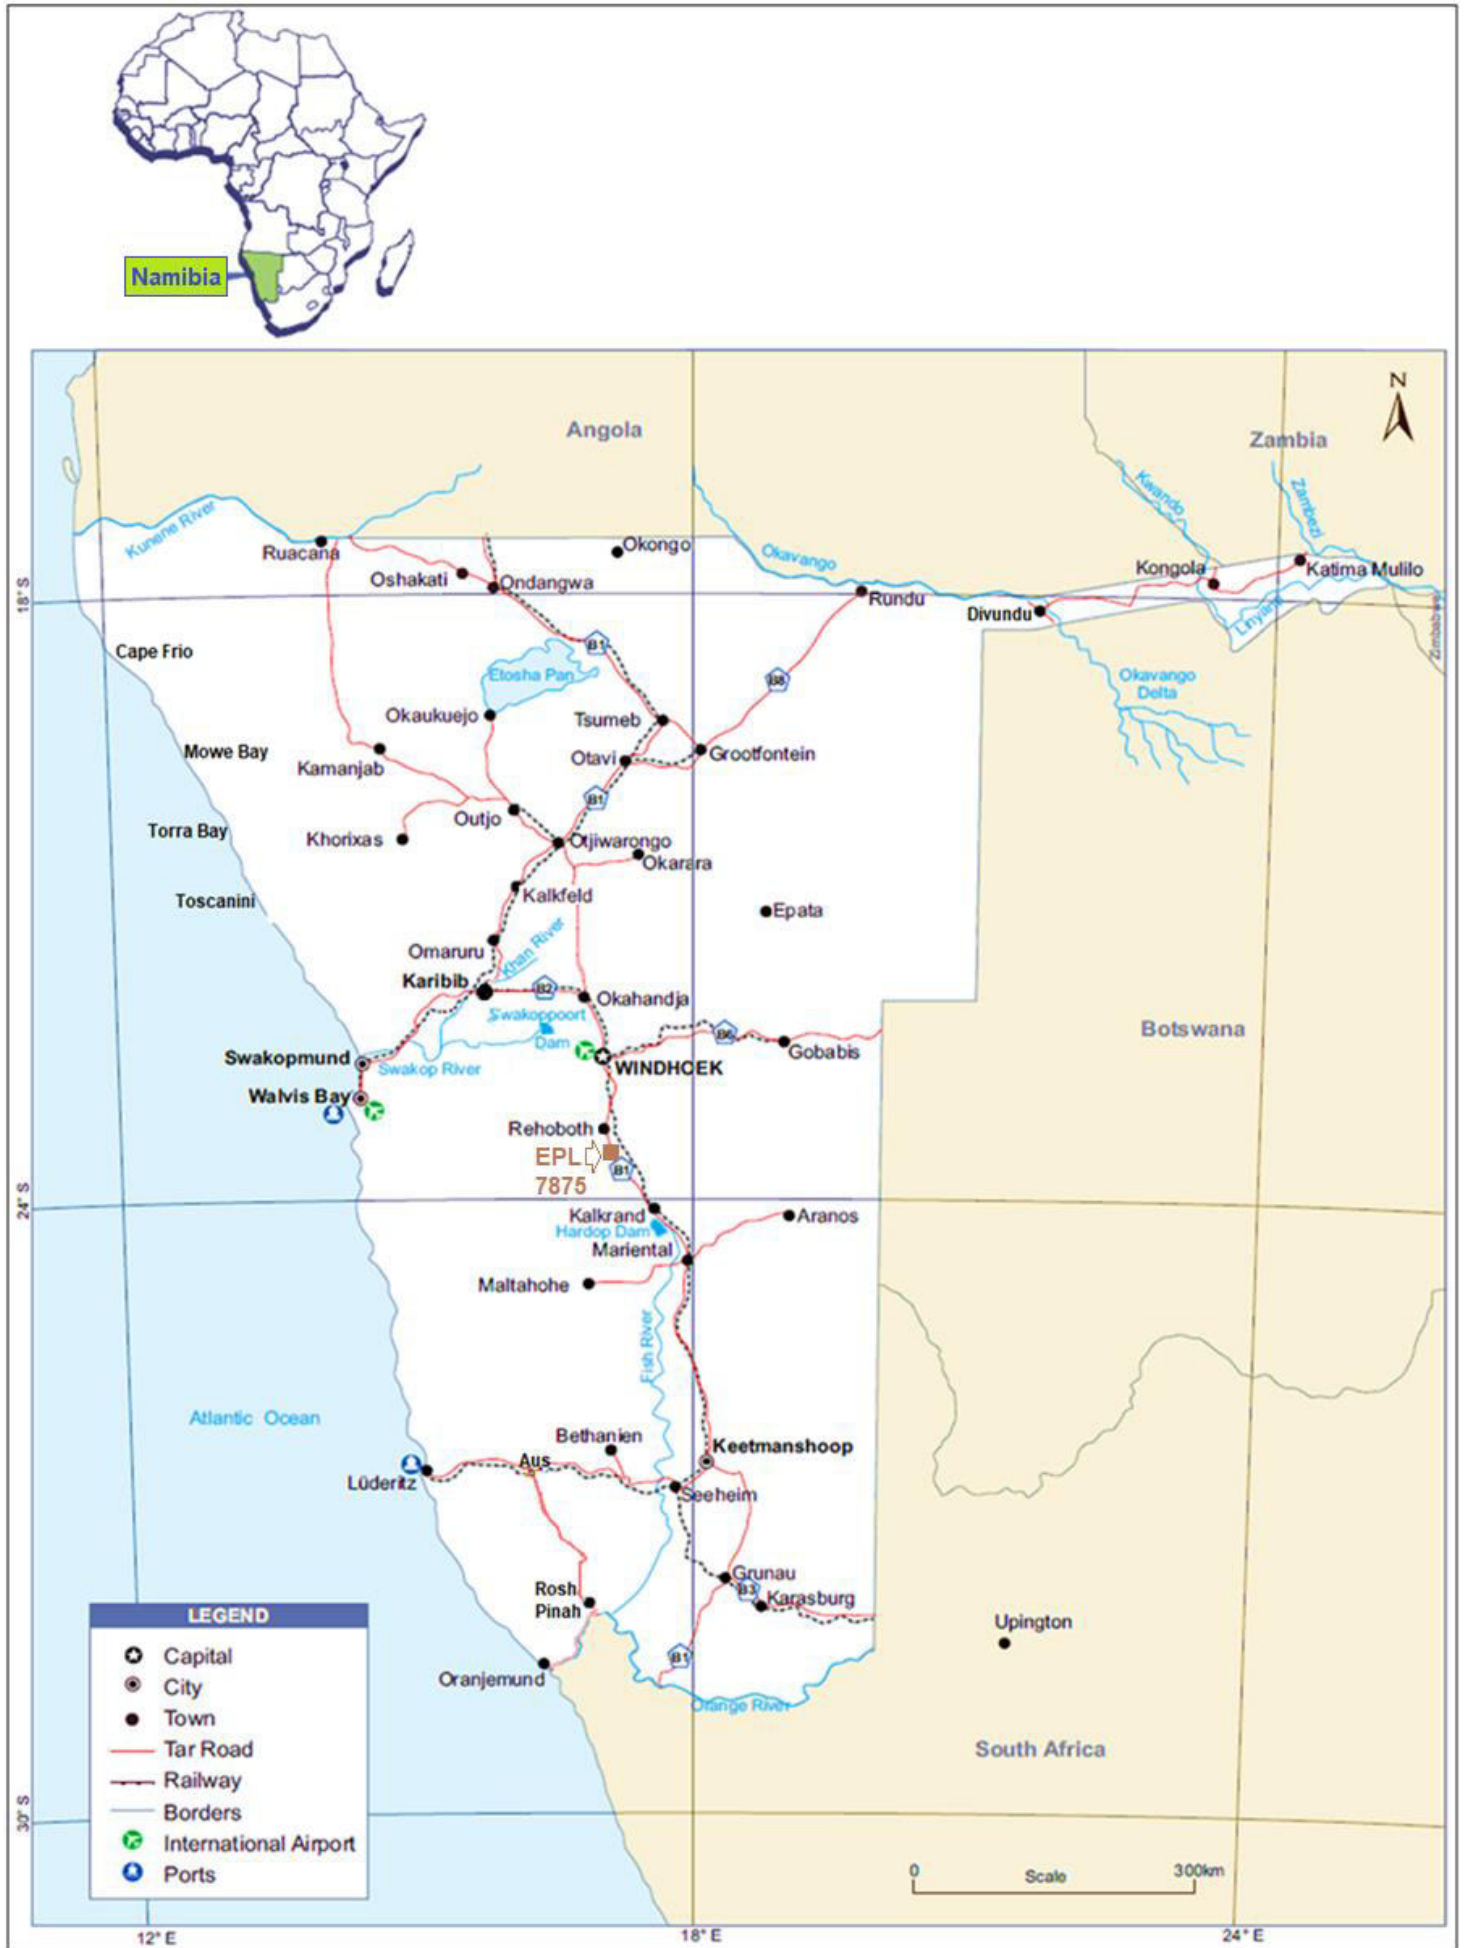 Namibia
N
Angola
Zambia
Kwando
Zambezi
Kunene River
Ruacana
Okongo
Okavango
Oshakati
Ondangwa
Kongola
Katima Mulilo
18° S
Rundu
Divundu
Linyanti
Zimbabwe
Cape Frio
B1
Etosha Pan
B8
Okavango
Delta
Okaukuejo
Tsumeb
Mowe Bay
Otavi
Grootfontein
Kamanjab
B1
Outjo
Torra Bay
Khorixas
Otjiwarongo
Okarara
Toscanini
Kalkfeld
Epata
Omaruru
Khan River
Karibib
B2
Okahandja
Swakoppoort
Dam
B6
Botswana
Gobabis
Swakopmund
Swakop River
WINDHOEK
Walvis Bay
Rehoboth
EPL
7875
B1
24° S
Kalkrand
Aranos
Hardop Dam
Mariental
Maltahohe
Fish River
Atlantic Ocean
Bethanien
Keetmanshoop
Aus
Lüderitz
Seeheim
Grunau
B3
Karasburg
Rosh
Pinah
Upington
B1
Oranjemund
Orange River
South Africa
LEGEND
Capital
City
Town
Tar Road
Railway
Borders
International Airport
Ports
30° S
0
Scale
300km
12° E
18° E
24° E